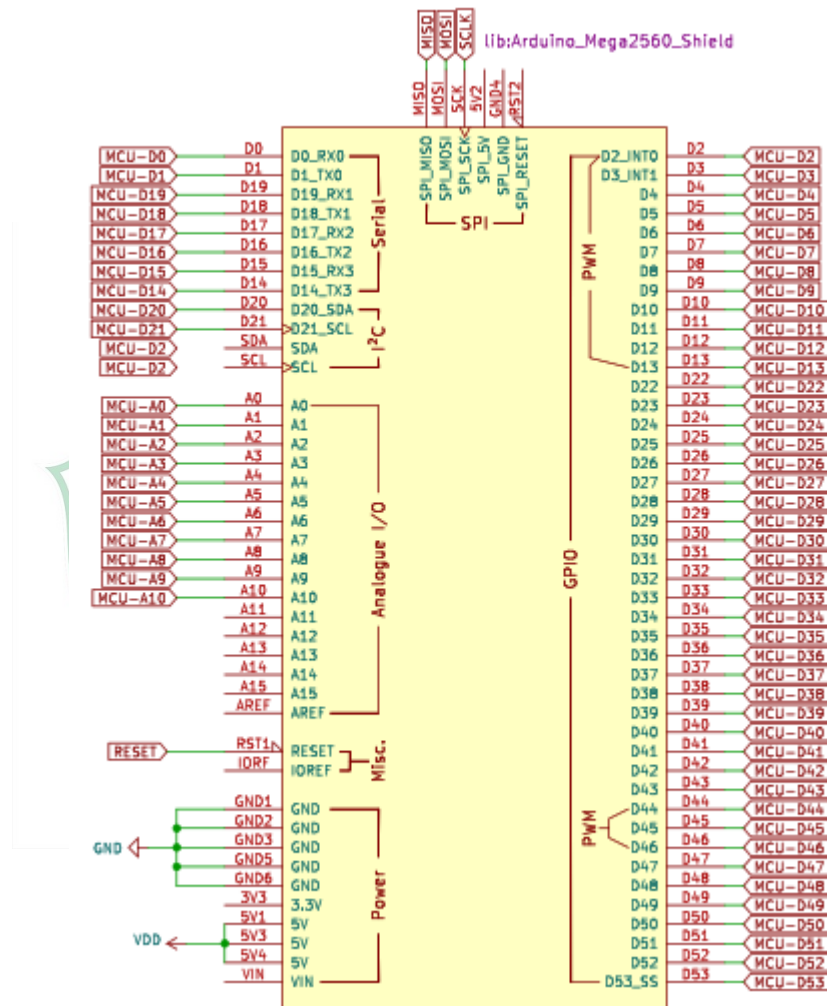 lib:Arduino_Mega2560_Shield
MISO MOSI SCLK
MISO MOSI SCK 5V2 GND4 RST2
SPI_MISO SPI_MOSI SPI_SCK SPI_5V SPI_GND SPI_RESET
SPI
MCU-D0 D0 D0_RX0
MCU-D1 D1 D1_TX0
MCU-D19 D19 D19_RX1
MCU-D18 D18 D18_TX1
MCU-D17 D17 D17_RX2
MCU-D16 D16 D16_TX2
MCU-D15 D15 D15_RX3
MCU-D14 D14 D14_TX3
Serial
MCU-D20 D20 D20_SDA
MCU-D21 D21 D21_SCL
MCU-D2 SDA SDA
MCU-D2 SCL SCL
I²C
MCU-A0 A0 A0
MCU-A1 A1 A1
MCU-A2 A2 A2
MCU-A3 A3 A3
MCU-A4 A4 A4
MCU-A5 A5 A5
MCU-A6 A6 A6
MCU-A7 A7 A7
MCU-A8 A8 A8
MCU-A9 A9 A9
MCU-A10 A10 A10
A11 A11
A12 A12
A13 A13
A14 A14
A15 A15
AREF AREF
Analogue I/O
RESET RST1 RESET
IORF IOREF
Misc.
GND1 GND
GND2 GND
GND GND3 GND
GND5 GND
GND6 GND
3V3 3.3V
5V1 5V
VDD 5V3 5V
5V4 5V
VIN VIN
Power
GPIO
PWM
D2_INT0 D2 MCU-D2
D3_INT1 D3 MCU-D3
D4 D4 MCU-D4
D5 D5 MCU-D5
D6 D6 MCU-D6
D7 D7 MCU-D7
D8 D8 MCU-D8
D9 D9 MCU-D9
D10 D10 MCU-D10
D11 D11 MCU-D11
D12 D12 MCU-D12
D13 D13 MCU-D13
D22 D22 MCU-D22
D23 D23 MCU-D23
D24 D24 MCU-D24
D25 D25 MCU-D25
D26 D26 MCU-D26
D27 D27 MCU-D27
D28 D28 MCU-D28
D29 D29 MCU-D29
D30 D30 MCU-D30
D31 D31 MCU-D31
D32 D32 MCU-D32
D33 D33 MCU-D33
D34 D34 MCU-D34
D35 D35 MCU-D35
D36 D36 MCU-D36
D37 D37 MCU-D37
D38 D38 MCU-D38
D39 D39 MCU-D39
D40 D40 MCU-D40
D41 D41 MCU-D41
D42 D42 MCU-D42
D43 D43 MCU-D43
PWM
D44 D44 MCU-D44
D45 D45 MCU-D45
D46 D46 MCU-D46
D47 D47 MCU-D47
D48 D48 MCU-D48
D49 D49 MCU-D49
D50 D50 MCU-D50
D51 D51 MCU-D51
D52 D52 MCU-D52
D53_SS D53 MCU-D53